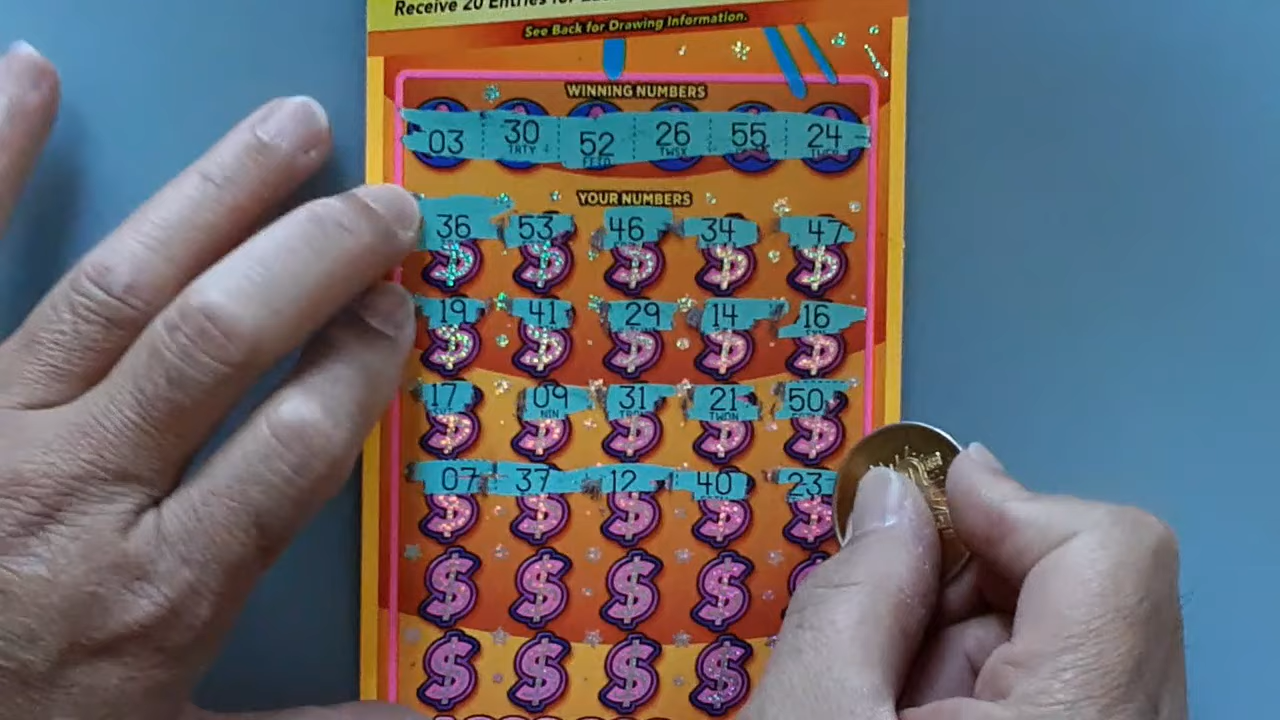 Receive 20 Entries for
See Back for Drawing Information.
WINNING NUMBERS
03 30 52 26 55 24
TRTY FFTO TWSX
YOUR NUMBERS
36 53 46 34 47
19 41 29 14 16
SXN
17 09 31 21 50
NIN TWON
07 37 12 40 23